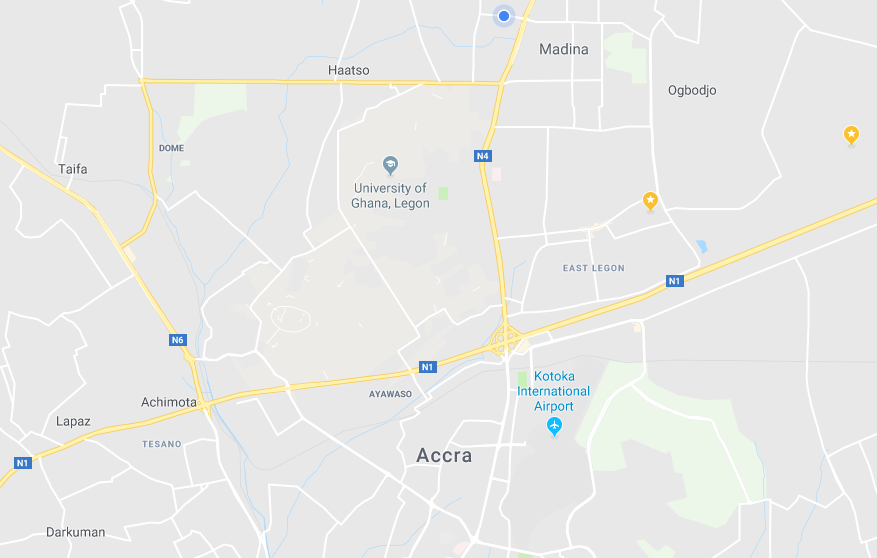 Madina
Haatso
Ogbodjo
DOME
N4
Taifa
University of
Ghana, Legon
EAST LEGON
N1
N6
N1
Kotoka
International
Airport
AYAWASO
Achimota
Lapaz
TESANO
Accra
N1
Darkuman